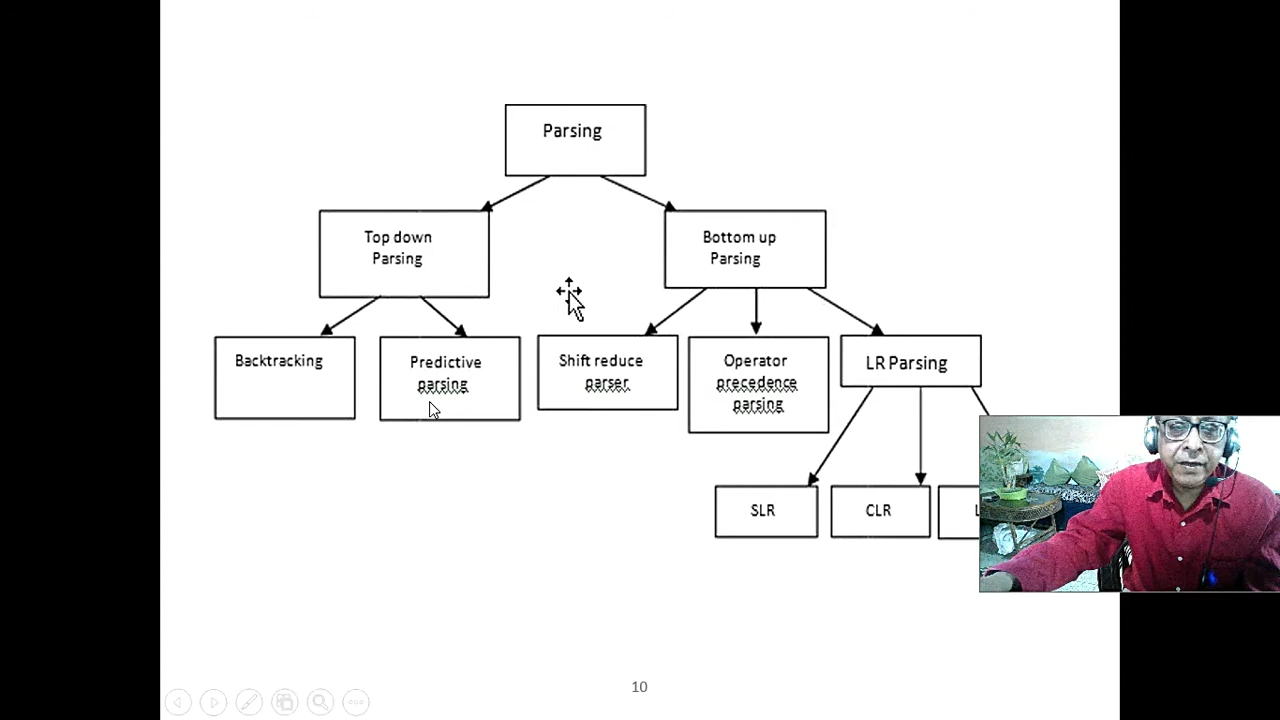 Parsing
Top down
Parsing
Bottom up
Parsing
Backtracking
Predictive
parsing
Shift reduce
parser
Operator
precedence
parsing
LR Parsing
SLR
CLR
10